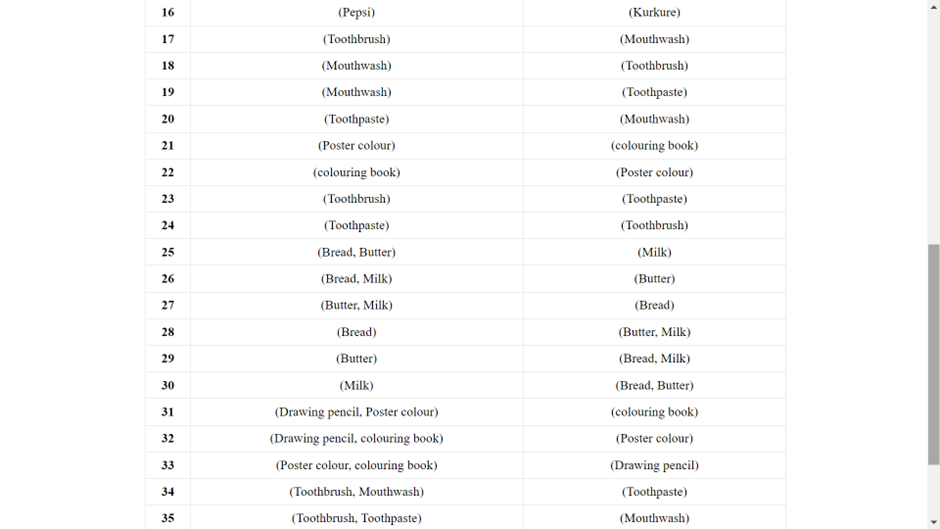 16 (Pepsi) (Kurkure)
17 (Toothbrush) (Mouthwash)
18 (Mouthwash) (Toothbrush)
19 (Mouthwash) (Toothpaste)
20 (Toothpaste) (Mouthwash)
21 (Poster colour) (colouring book)
22 (colouring book) (Poster colour)
23 (Toothbrush) (Toothpaste)
24 (Toothpaste) (Toothbrush)
25 (Bread, Butter) (Milk)
26 (Bread, Milk) (Butter)
27 (Butter, Milk) (Bread)
28 (Bread) (Butter, Milk)
29 (Butter) (Bread, Milk)
30 (Milk) (Bread, Butter)
31 (Drawing pencil, Poster colour) (colouring book)
32 (Drawing pencil, colouring book) (Poster colour)
33 (Poster colour, colouring book) (Drawing pencil)
34 (Toothbrush, Mouthwash) (Toothpaste)
35 (Toothbrush, Toothpaste) (Mouthwash)